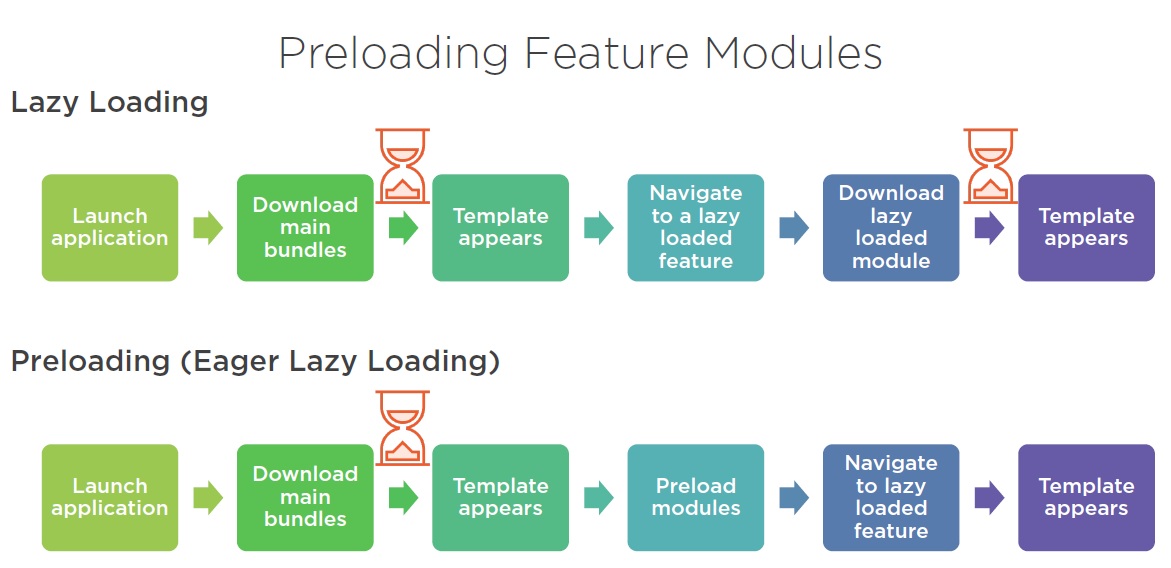 Preloading Feature Modules
Lazy Loading
Launch
application
Download
main
bundles
Template
appears
Navigate
to a lazy
loaded
feature
Download
lazy
loaded
module
Template
appears
Preloading (Eager Lazy Loading)
Launch
application
Download
main
bundles
Template
appears
Preload
modules
Navigate
to lazy
loaded
feature
Template
appears